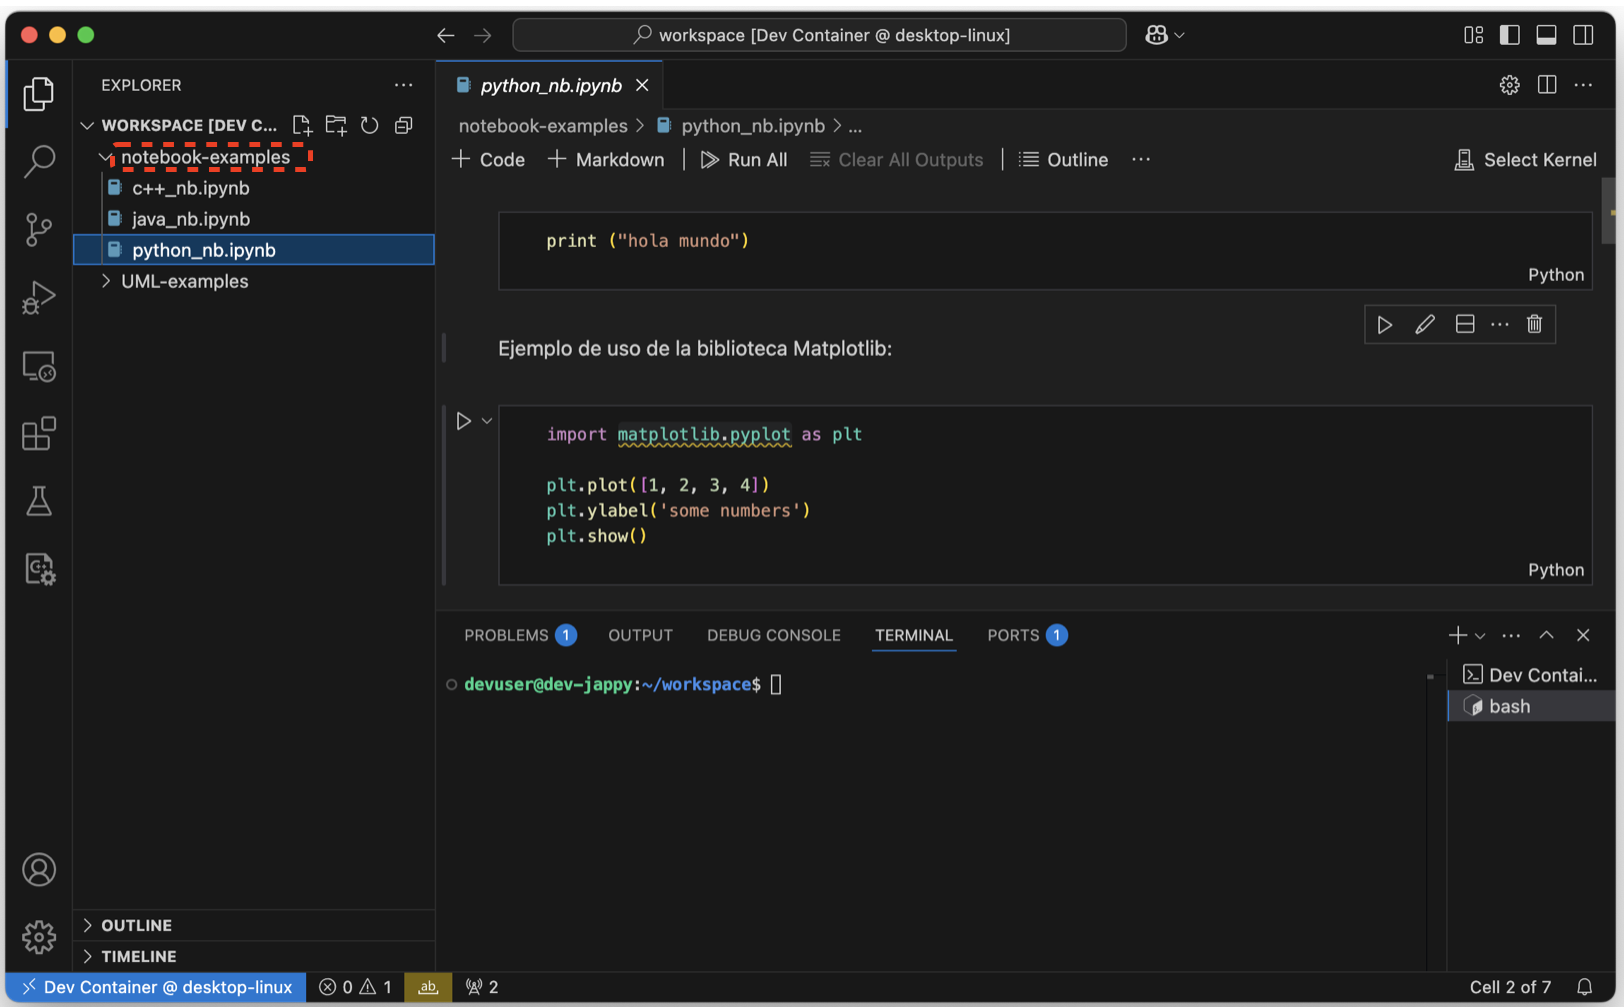 workspace [Dev Container @ desktop-linux]
EXPLORER
python_nb.ipynb
WORKSPACE [DEV C...
notebook-examples > python_nb.ipynb > ...
notebook-examples
+ Code + Markdown | Run All Clear All Outputs | Outline ... Select Kernel
c++_nb.ipynb
java_nb.ipynb
python_nb.ipynb
UML-examples
print ("hola mundo")
Python
Ejemplo de uso de la biblioteca Matplotlib:
import matplotlib.pyplot as plt
plt.plot([1, 2, 3, 4])
plt.ylabel('some numbers')
plt.show()
Python
PROBLEMS 1 OUTPUT DEBUG CONSOLE TERMINAL PORTS 1
devuser@dev-jappy:~/workspace$
Dev Contai...
bash
OUTLINE
TIMELINE
Dev Container @ desktop-linux 0 1 ab 2 Cell 2 of 7